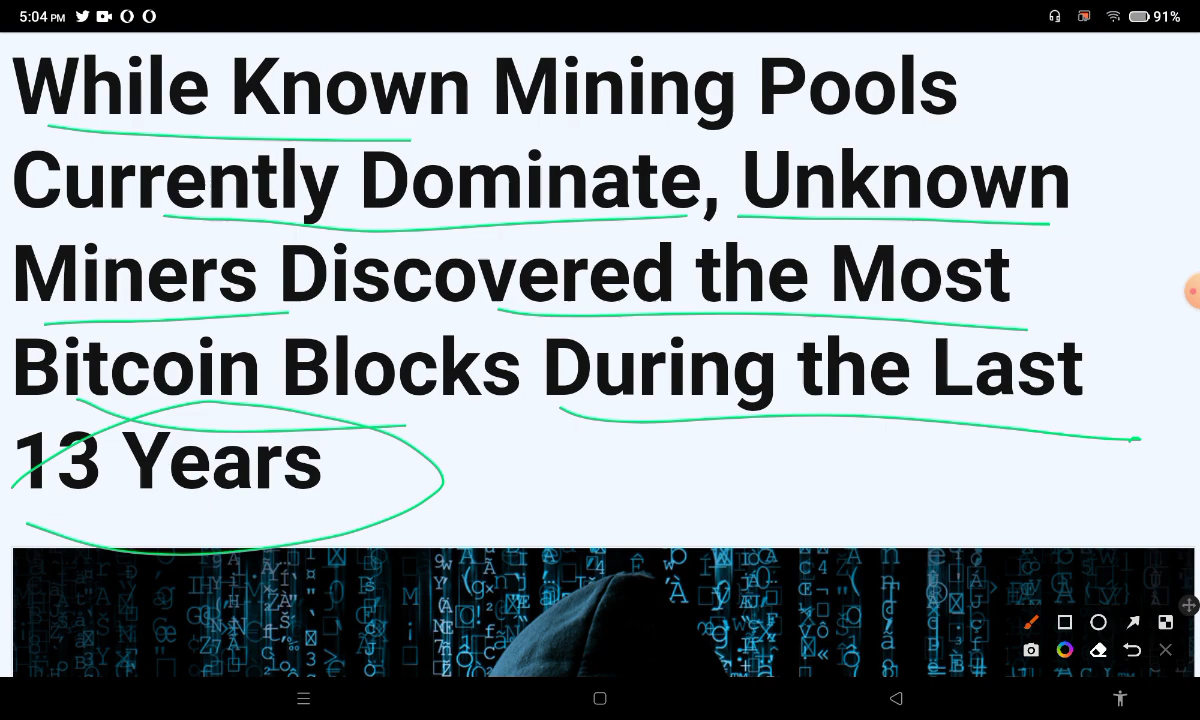 5:04 PM
91%
While Known Mining Pools
Currently Dominate, Unknown
Miners Discovered the Most
Bitcoin Blocks During the Last
13 Years